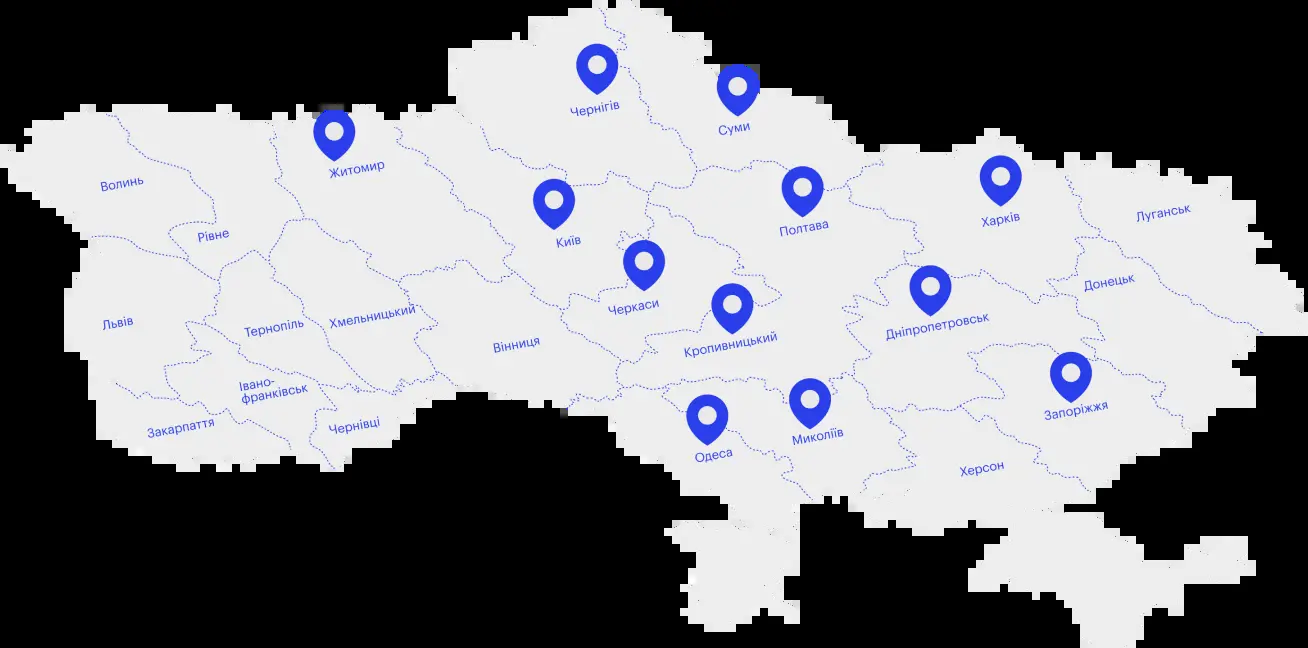 Чернігів
Суми
Житомир
Волинь
Харків
Луганськ
Рівне
Полтава
Київ
Донецьк
Черкаси
Львів
Тернопіль
Хмельницький
Дніпропетровськ
Вінниця
Кропивницький
Івано-
франківськ
Запоріжжя
Закарпаття
Чернівці
Миколіїв
Одеса
Херсон